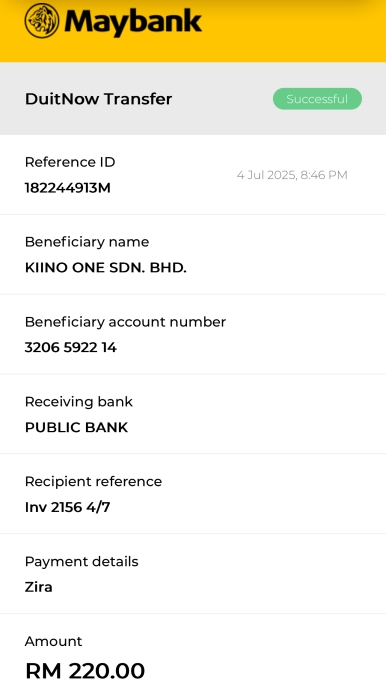 Maybank
DuitNow Transfer
Successful
Reference ID
4 Jul 2025, 8:46 PM
182244913M
Beneficiary name
KIINO ONE SDN. BHD.
Beneficiary account number
3206 5922 14
Receiving bank
PUBLIC BANK
Recipient reference
Inv 2156 4/7
Payment details
Zira
Amount
RM 220.00